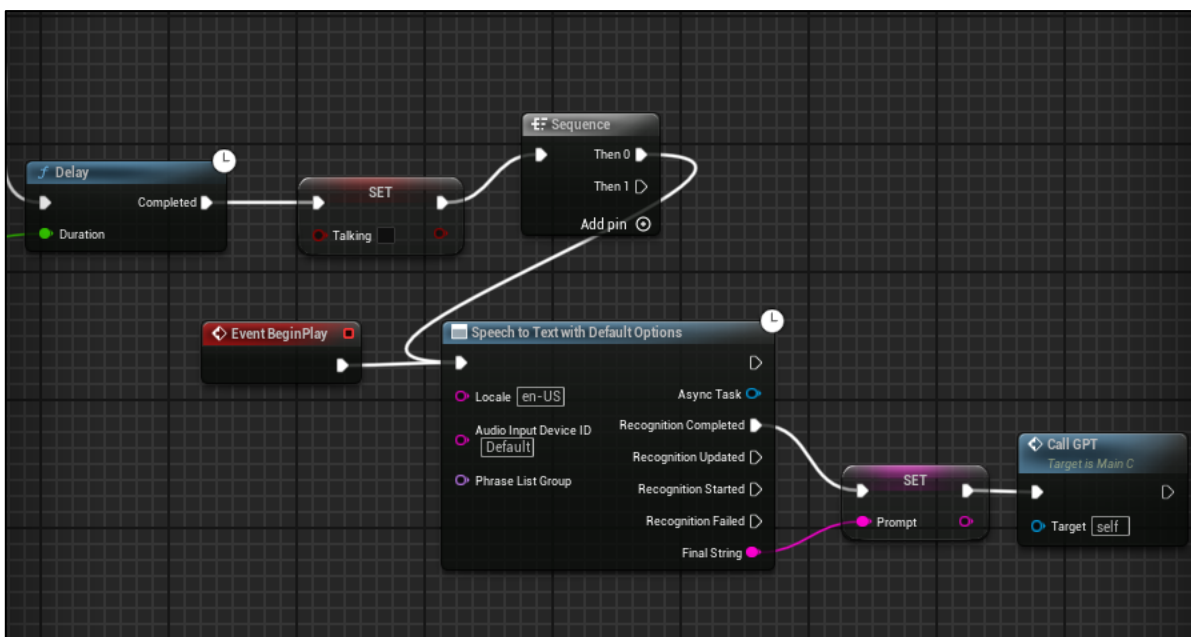 Sequence
Then 0
Then 1
Add pin
f Delay
Completed
Duration
SET
Talking
Event BeginPlay
Speech to Text with Default Options
Locale en-US
Async Task
Audio Input Device ID
Default
Recognition Completed
Recognition Updated
Phrase List Group
Recognition Started
Recognition Failed
Final String
SET
Prompt
Call GPT
Target is Main C
Target self